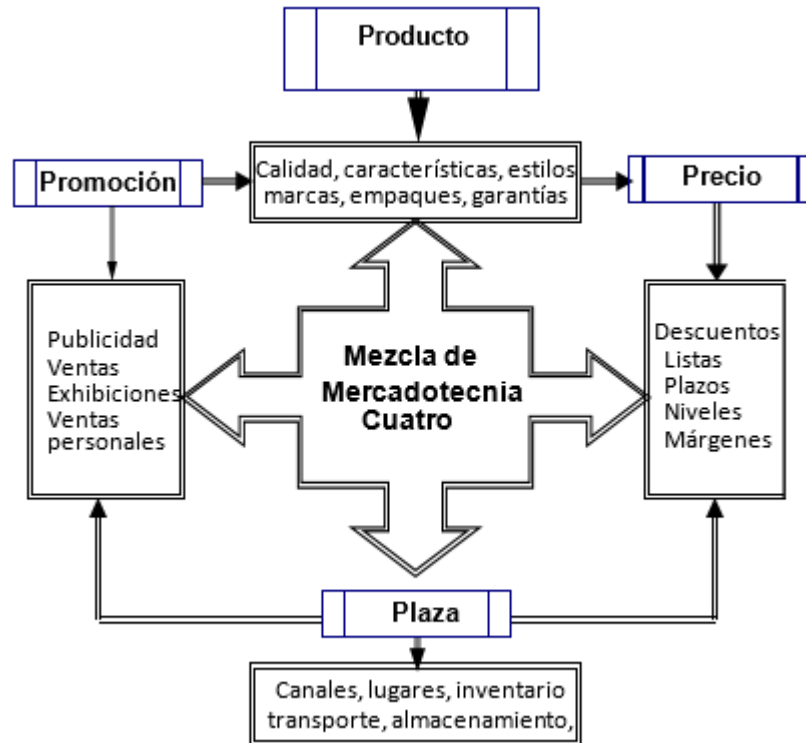 Producto
Calidad, características, estilos
marcas, empaques, garantías
Promoción
Precio
Publicidad
Ventas
Exhibiciones
Ventas
personales
Mezcla de
Mercadotecnia
Cuatro
Descuentos
Listas
Plazos
Niveles
Márgenes
Plaza
Canales, lugares, inventario
transporte, almacenamiento,